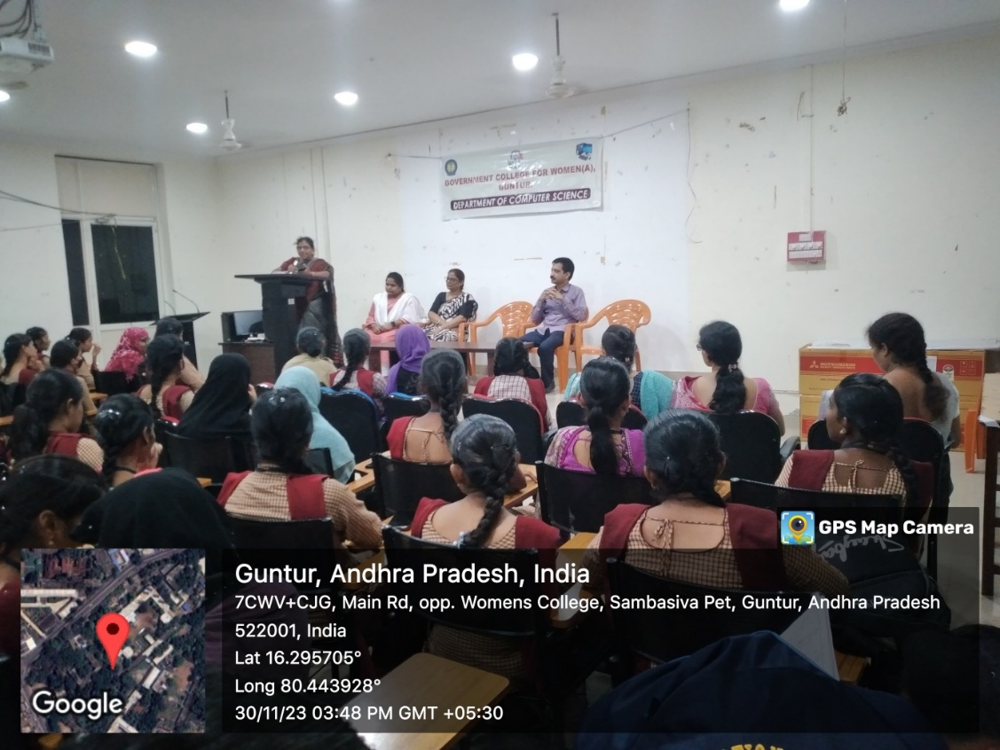 GOVERNMENT COLLEGE FOR WOMEN(A),
GUNTUR.
DEPARTMENT OF COMPUTER SCIENCE
GPS Map Camera
Guntur, Andhra Pradesh, India
7CWV+CJG, Main Rd, opp. Womens College, Sambasiva Pet, Guntur, Andhra Pradesh
522001, India
Lat 16.295705°
Long 80.443928°
30/11/23 03:48 PM GMT +05:30
Google